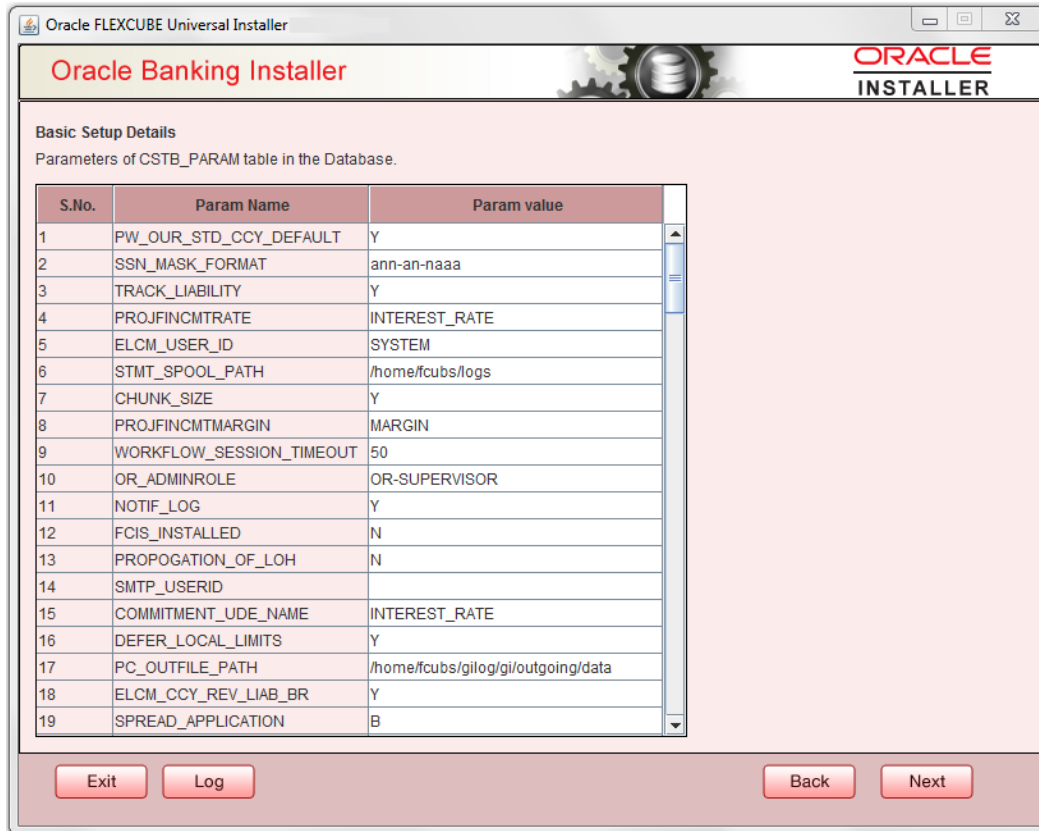 Oracle FLEXCUBE Universal Installer
Oracle Banking Installer
ORACLE
INSTALLER
Basic Setup Details
Parameters of CSTB_PARAM table in the Database.
S.No. Param Name Param value
1 PW_OUR_STD_CCY_DEFAULT Y
2 SSN_MASK_FORMAT ann-an-naaa
3 TRACK_LIABILITY Y
4 PROJFINCMTRATE INTEREST_RATE
5 ELCM_USER_ID SYSTEM
6 STMT_SPOOL_PATH /home/fcubs/logs
7 CHUNK_SIZE Y
8 PROJFINCMTMARGIN MARGIN
9 WORKFLOW_SESSION_TIMEOUT 50
10 OR_ADMINROLE OR-SUPERVISOR
11 NOTIF_LOG Y
12 FCIS_INSTALLED N
13 PROPOGATION_OF_LOH N
14 SMTP_USERID
15 COMMITMENT_UDE_NAME INTEREST_RATE
16 DEFER_LOCAL_LIMITS Y
17 PC_OUTFILE_PATH /home/fcubs/gilog/gi/outgoing/data
18 ELCM_CCY_REV_LIAB_BR Y
19 SPREAD_APPLICATION B
Exit Log Back Next